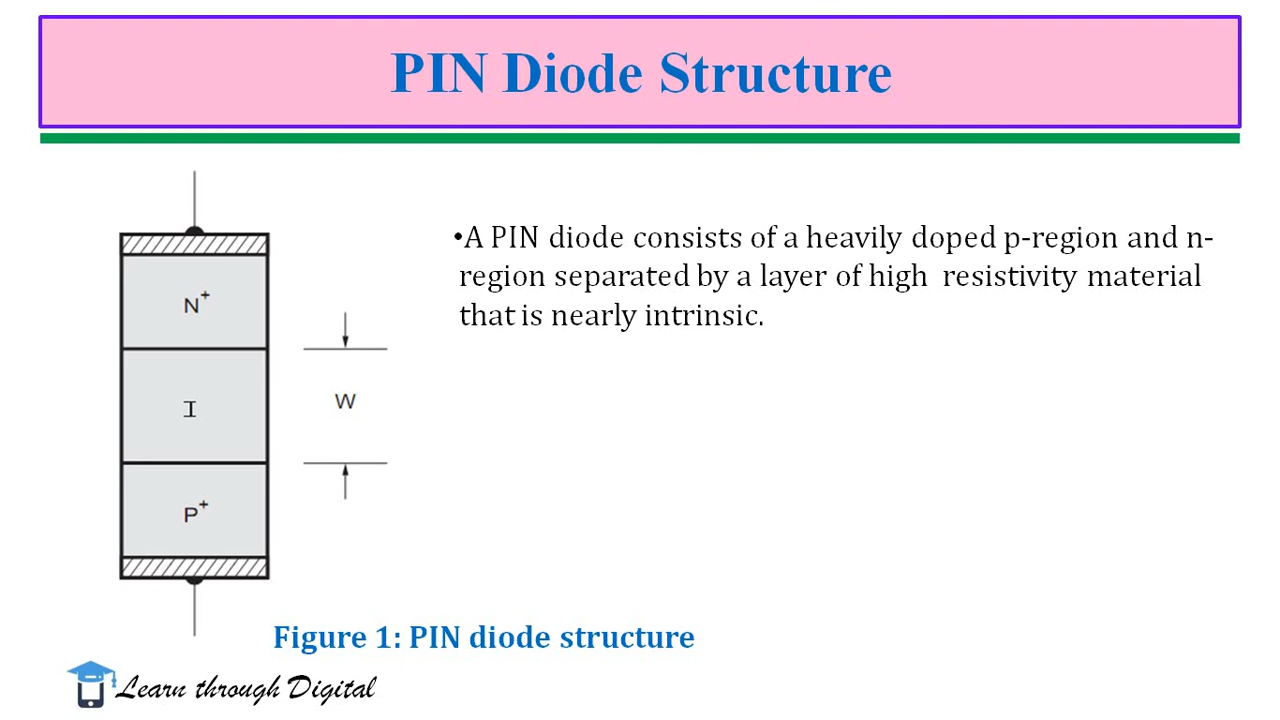 PIN Diode Structure
•A PIN diode consists of a heavily doped p-region and n-
region separated by a layer of high resistivity material
that is nearly intrinsic.
N+
I
W
P+
Figure 1: PIN diode structure
Learn through Digital